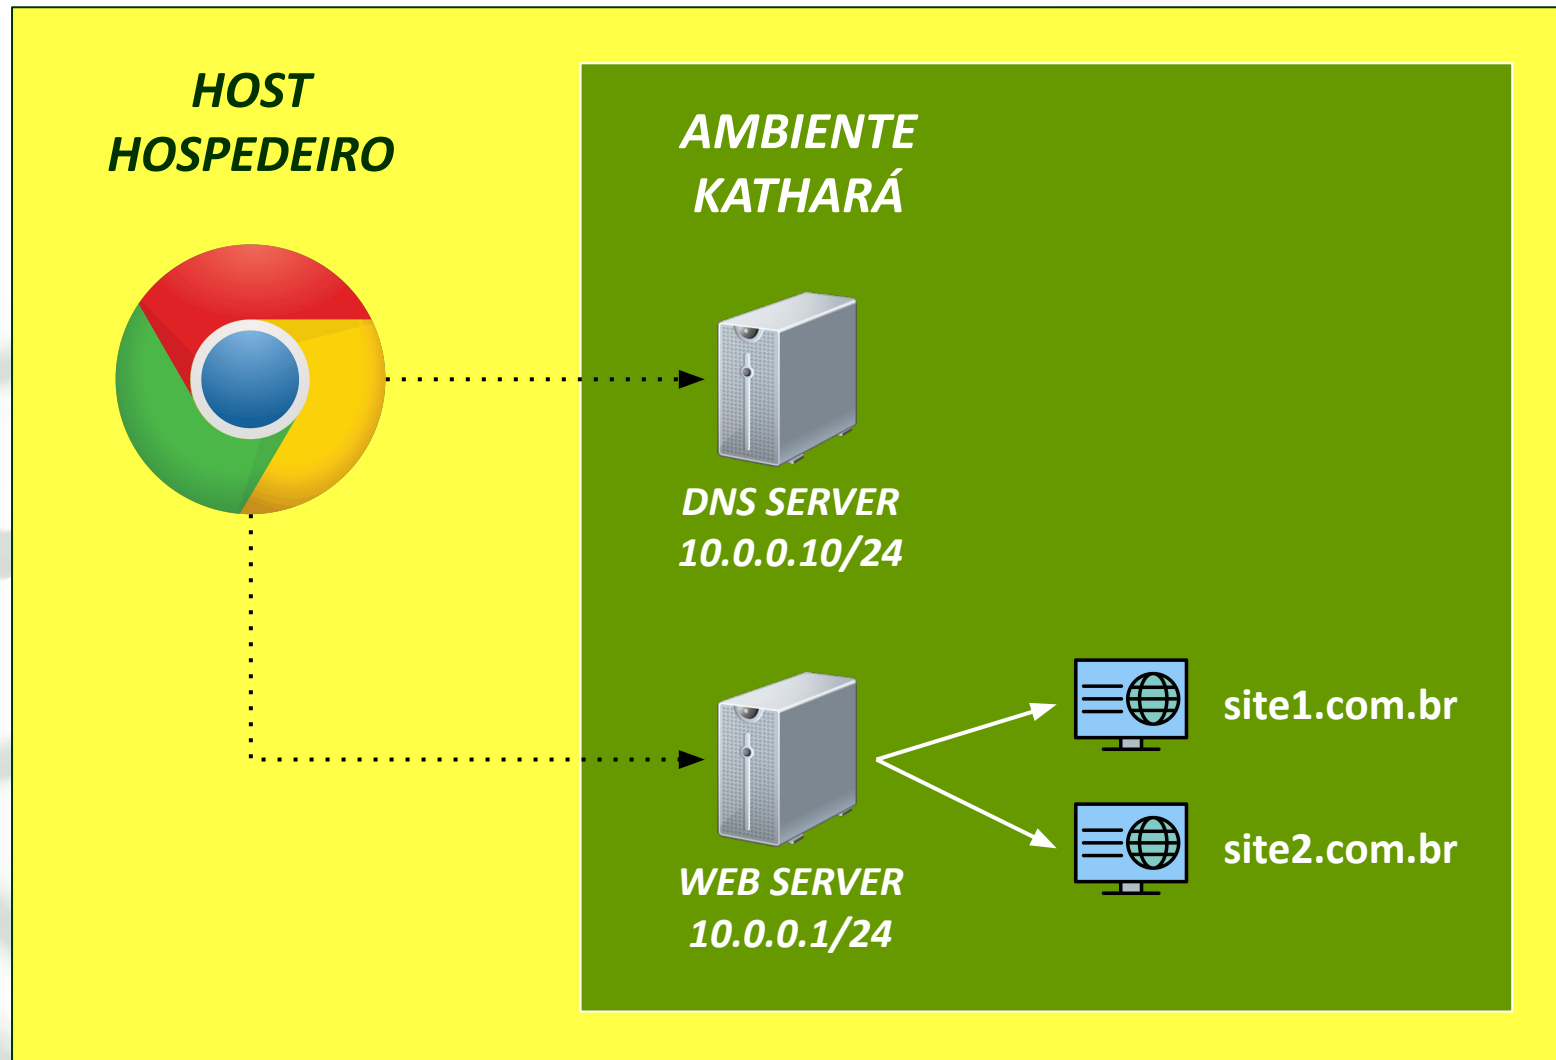 HOST
HOSPEDEIRO
AMBIENTE
KATHARÁ
DNS SERVER
10.0.0.10/24
site1.com.br
site2.com.br
WEB SERVER
10.0.0.1/24